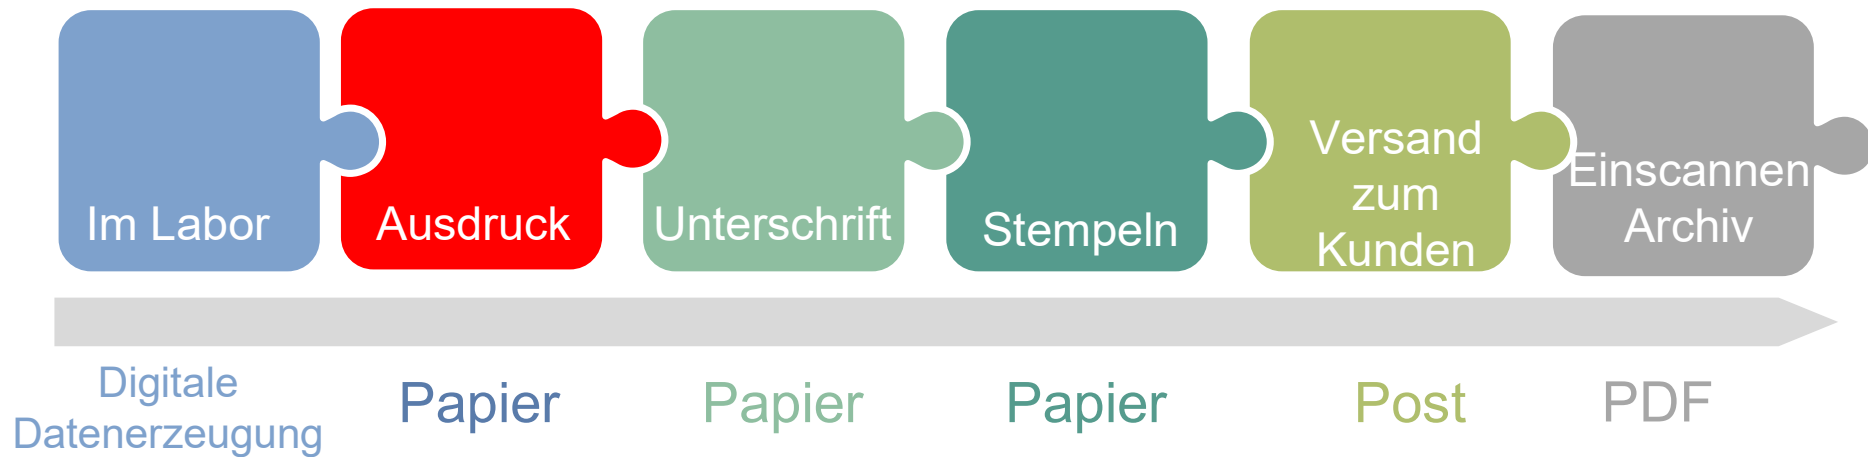 Im Labor
Ausdruck
Unterschrift
Stempeln
Versand
zum
Kunden
Einscannen
Archiv
Digitale
Datenerzeugung
Papier
Papier
Papier
Post
PDF